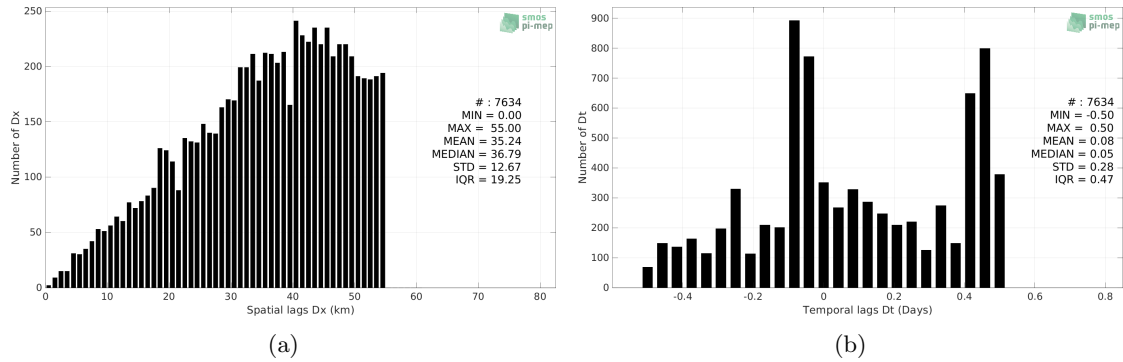 250
200
150
100
50
0
Number of Dx
0 10 20 30 40 50 60 70 80
Spatial lags Dx (km)
smos
pi-mep
# : 7634
MIN = 0.00
MAX = 55.00
MEAN = 35.24
MEDIAN = 36.79
STD = 12.67
IQR = 19.25
(a)
900
800
700
600
500
400
300
200
100
0
Number of Dt
-0.4 -0.2 0 0.2 0.4 0.6 0.8
Temporal lags Dt (Days)
smos
pi-mep
# : 7634
MIN = -0.50
MAX = 0.50
MEAN = 0.08
MEDIAN = 0.05
STD = 0.28
IQR = 0.47
(b)